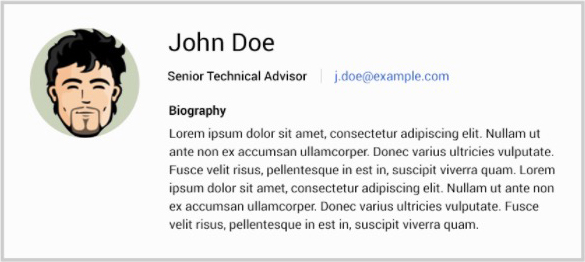 John Doe
Senior Technical Advisor | j.doe@example.com
Biography
Lorem ipsum dolor sit amet, consectetur adipiscing elit. Nullam ut
ante non ex accumsan ullamcorper. Donec varius ultricies vulputate.
Fusce velit risus, pellentesque in est in, suscipit viverra quam. Lorem
ipsum dolor sit amet, consectetur adipiscing elit. Nullam ut ante non
ex accumsan ullamcorper. Donec varius ultricies vulputate. Fusce
velit risus, pellentesque in est in, suscipit viverra quam.